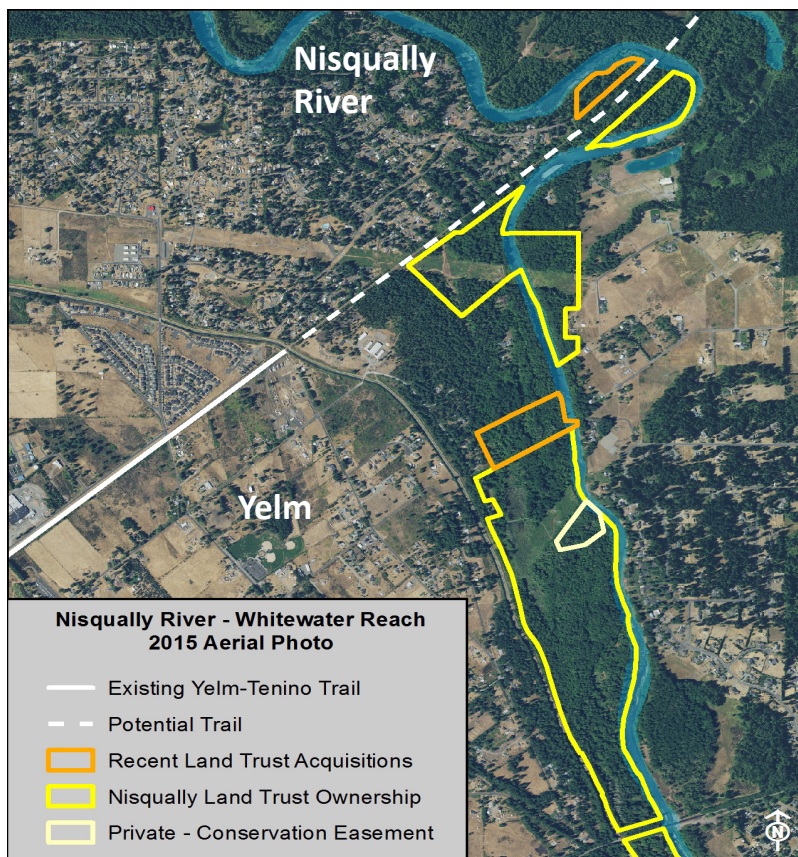 Nisqually
River
Yelm
Nisqually River - Whitewater Reach
2015 Aerial Photo
Existing Yelm-Tenino Trail
Potential Trail
Recent Land Trust Acquisitions
Nisqually Land Trust Ownership
Private - Conservation Easement
N